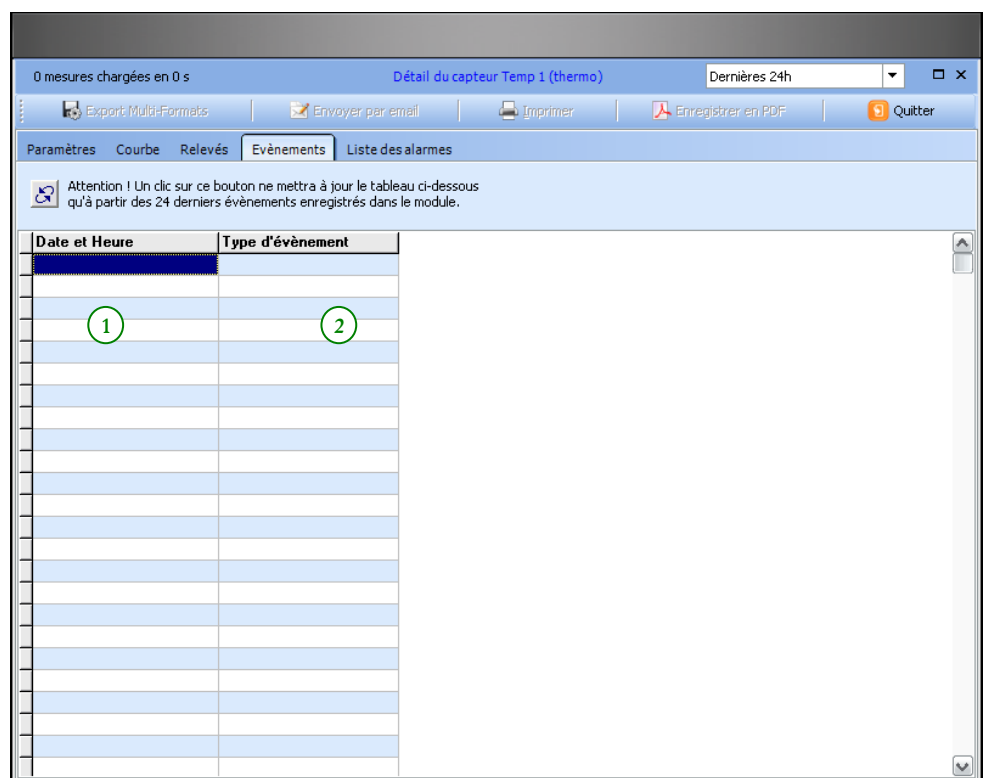 0 mesures chargées en 0 s Détail du capteur Temp 1 (thermo) Dernières 24h
Export Multi-Formats Envoyer par email Imprimer Enregistrer en PDF Quitter
Paramètres Courbe Relevés Evènements Liste des alarmes
Attention ! Un clic sur ce bouton ne mettra à jour le tableau ci-dessous
qu'à partir des 24 derniers évènements enregistrés dans le module.
Date et Heure Type d'évènement
1 2